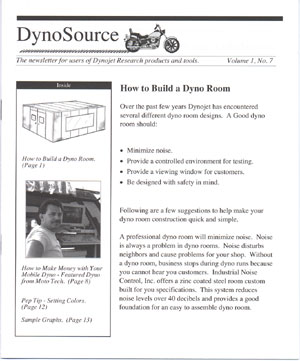 DynoSource
The newsletter for users of Dynojet Research products and tools. Volume 1, No. 7
Inside
How to Build a Dyno Room.
(Page 1)
How to Make Money with Your
Mobile Dyno - Featured Dyno
from Moto Tech. (Page 8)
Pep Tip - Setting Colors.
(Page 12)
Sample Graphs. (Page 13)
How to Build a Dyno Room
Over the past few years Dynojet has encountered
several different dyno room designs. A Good dyno
room should:
• Minimize noise.
• Provide a controlled environment for testing.
• Provide a viewing window for customers.
• Be designed with safety in mind.
Following are a few suggestions to help make your
dyno room construction quick and simple.
A professional dyno room will minimize noise. Noise
is always a problem in dyno rooms. Noise disturbs
neighbors and cause problems for your shop. Without
a dyno room, business stops during dyno runs because
you cannot hear you customers. Industrial Noise
Control, Inc. offers a zinc coated steel room custom
built for you specifications. This system reduces
noise levels over 40 decibels and provides a good
foundation for an easy to assemble dyno room.